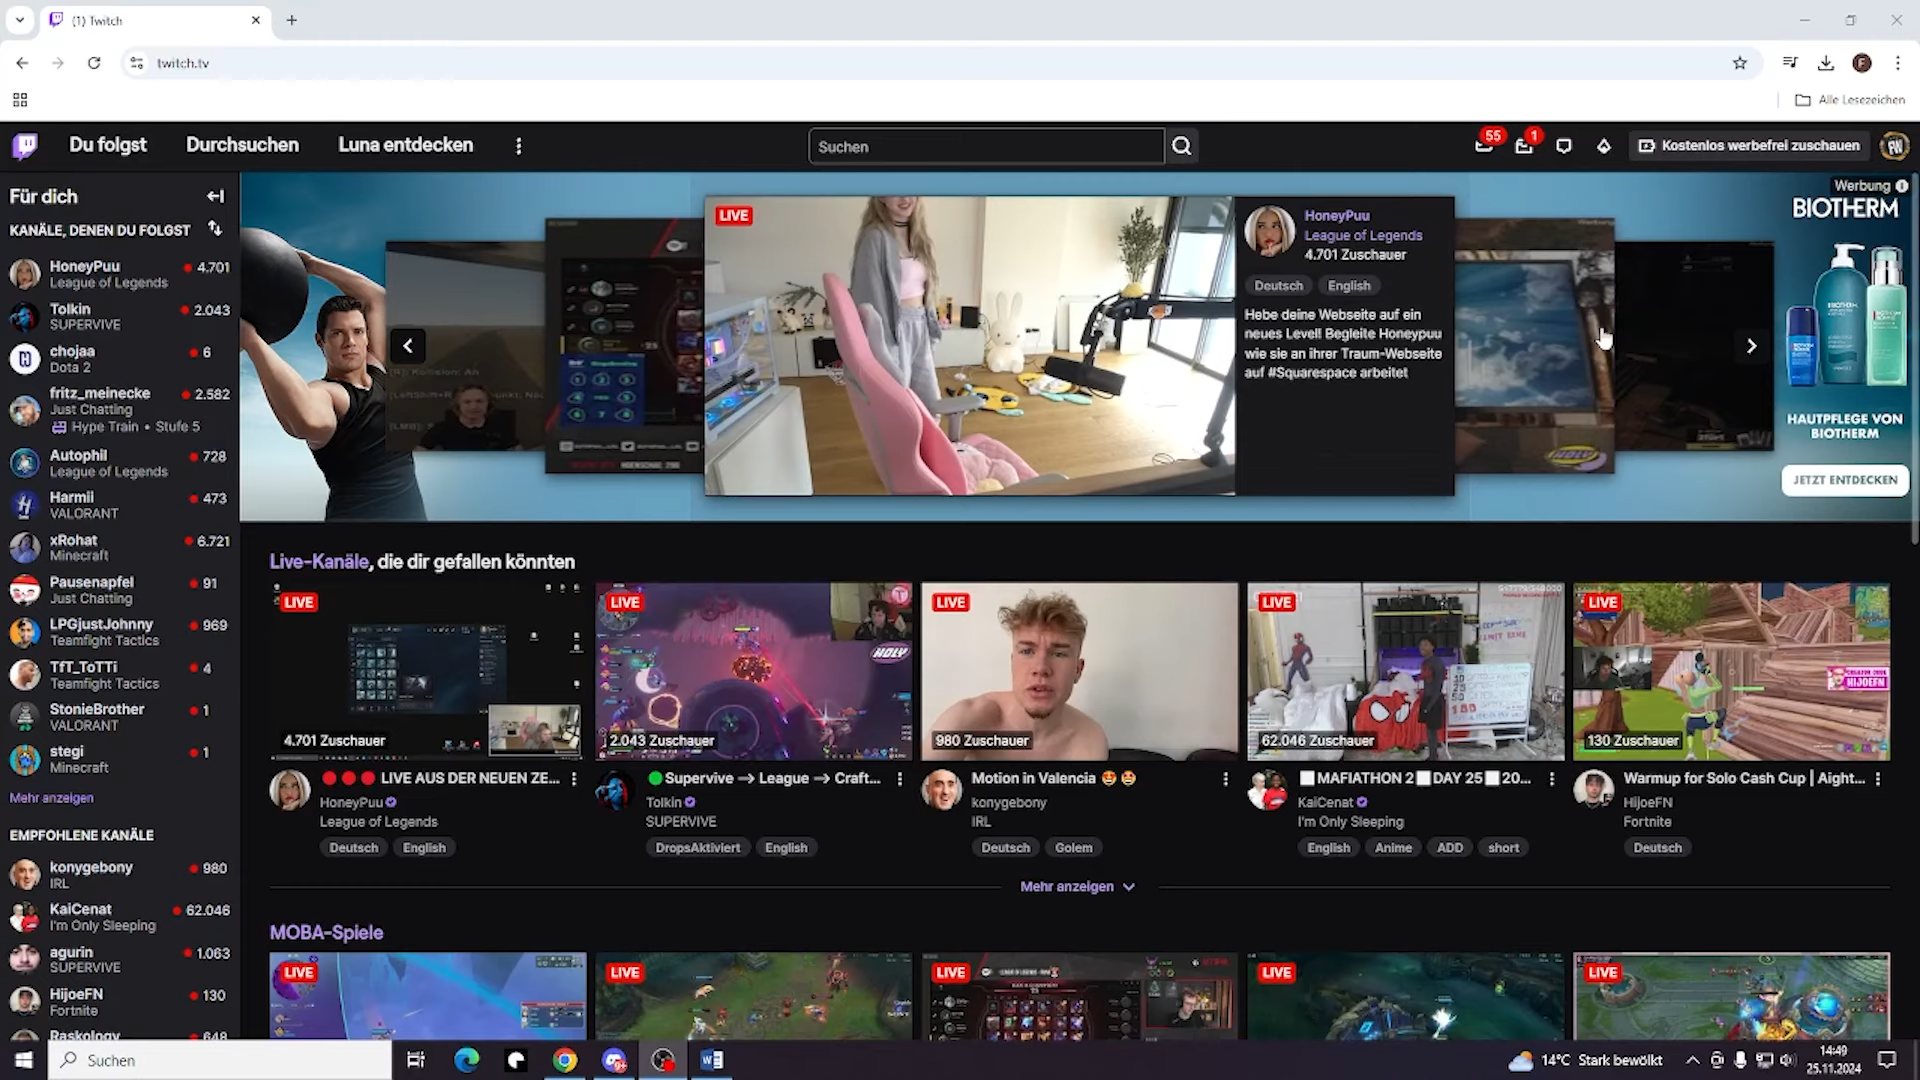 (1) Twitch
twitch.tv
Alle Lesezeichen
Du folgst
Durchsuchen
Luna entdecken
Suchen
55
1
Kostenlos werbefrei zuschauen
Für dich
KANÄLE, DENEN DU FOLGST
HoneyPuu
4.701
League of Legends
Tolkin
2.043
SUPERVIVE
chojaa
6
Dota 2
fritz_meinecke
2.582
Just Chatting
Hype Train • Stufe 5
Autophil
728
League of Legends
Harmii
473
VALORANT
xRohat
6.721
Minecraft
Pausenapfel
91
Just Chatting
LPGjustJohnny
969
Teamfight Tactics
TfT_ToTTi
4
Teamfight Tactics
StonieBrother
1
VALORANT
stegi
1
Minecraft
Mehr anzeigen
EMPFOHLENE KANÄLE
konygebony
980
IRL
KaiCenat
62.046
I'm Only Sleeping
agurin
1.063
SUPERVIVE
HijoeFN
130
Fortnite
Raskology
648
LIVE
HoneyPuu
League of Legends
4.701 Zuschauer
Deutsch
English
Hebe deine Webseite auf ein
neues Level! Begleite Honeypuu
wie sie an ihrer Traum-Webseite
auf #Squarespace arbeitet
HOLY
Werbung
BIOTHERM
HAUTPFLEGE VON
BIOTHERM
JETZT ENTDECKEN
Live-Kanäle, die dir gefallen könnten
LIVE
4.701 Zuschauer
LIVE AUS DER NEUEN ZE...
HoneyPuu
League of Legends
Deutsch
English
LIVE
HOLY
2.043 Zuschauer
Supervive → League → Craft...
Tolkin
SUPERVIVE
DropsAktiviert
English
LIVE
980 Zuschauer
Motion in Valencia
konygebony
IRL
Deutsch
Golem
LIVE
62.046 Zuschauer
MAFIATHON 2 DAY 25 20...
KaiCenat
I'm Only Sleeping
English
Anime
ADD
short
LIVE
HIJOEFN
130 Zuschauer
Warmup for Solo Cash Cup | Aight...
HijoeFN
Fortnite
Deutsch
Mehr anzeigen
MOBA-Spiele
LIVE
LIVE
LIVE
LIVE
LIVE
Suchen
14°C Stark bewölkt
14:49
25.11.2024